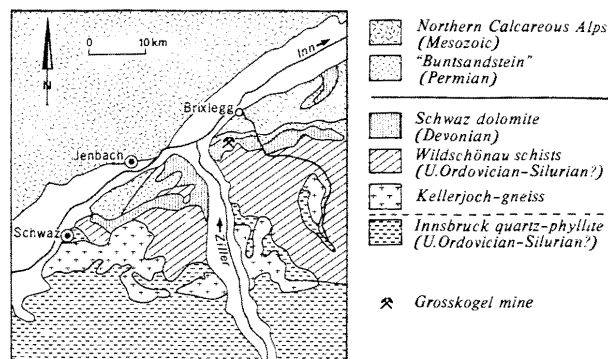 N
0 10 km
Inn
Brixlegg
Jenbach
Schwaz
Ziller
Northern Calcareous Alps
(Mesozoic)
"Buntsandstein"
(Permian)
Schwaz dolomite
(Devonian)
Wildschönau schists
(U.Ordovician-Silurian?)
Kellerjoch-gneiss
Innsbruck quartz-phyllite
(U.Ordovician-Silurian?)
Grosskogel mine